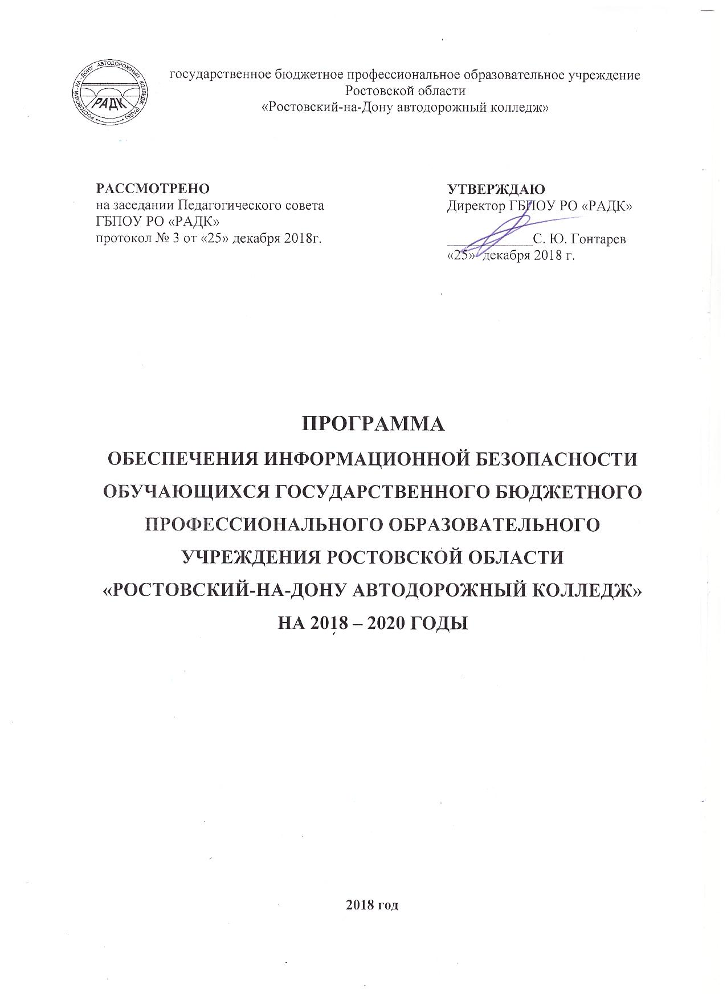 РОСТОВСКИЙ-НА-ДОНУ АВТОДОРОЖНЫЙ КОЛЛЕДЖ (РАДК)
РАДК
государственное бюджетное профессиональное образовательное учреждение
Ростовской области
«Ростовский-на-Дону автодорожный колледж»
РАССМОТРЕНО
на заседании Педагогического совета
ГБПОУ РО «РАДК»
протокол № 3 от «25» декабря 2018г.
УТВЕРЖДАЮ
Директор ГБПОУ РО «РАДК»
____________С. Ю. Гонтарев
«25» декабря 2018 г.
ПРОГРАММА
ОБЕСПЕЧЕНИЯ ИНФОРМАЦИОННОЙ БЕЗОПАСНОСТИ
ОБУЧАЮЩИХСЯ ГОСУДАРСТВЕННОГО БЮДЖЕТНОГО
ПРОФЕССИОНАЛЬНОГО ОБРАЗОВАТЕЛЬНОГО
УЧРЕЖДЕНИЯ РОСТОВСКОЙ ОБЛАСТИ
«РОСТОВСКИЙ-НА-ДОНУ АВТОДОРОЖНЫЙ КОЛЛЕДЖ»
НА 2018 – 2020 ГОДЫ
2018 год